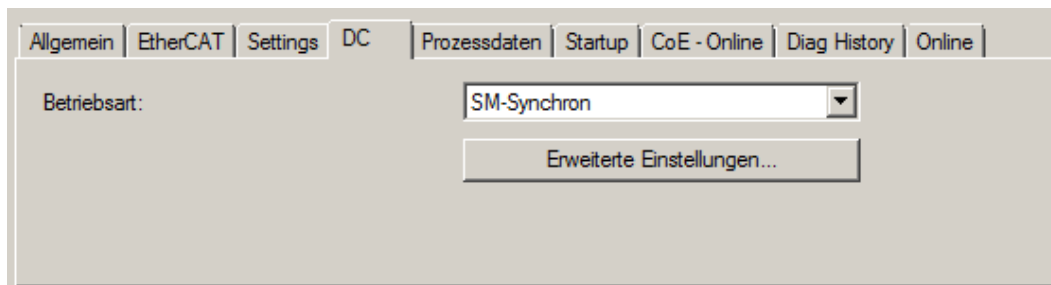 Allgemein EtherCAT Settings DC Prozessdaten Startup CoE - Online Diag History Online
Betriebsart: SM-Synchron
Erweiterte Einstellungen...